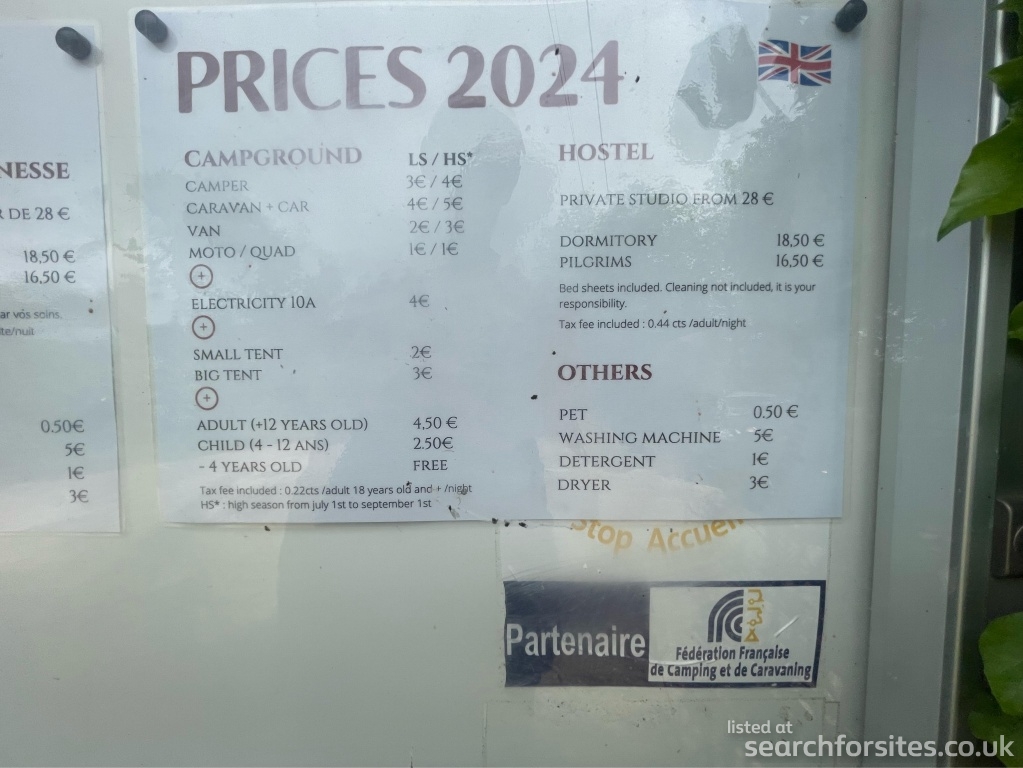 NESSE
R DE 28 €
18,50 €
16,50 €
ar vos soins.
te/nuit
0.50€
5€
1€
3€
PRICES 2024
CAMPGROUND LS / HS*
CAMPER 3€ / 4€
CARAVAN + CAR 4€ / 5€
VAN 2€ / 3€
MOTO / QUAD 1€ / 1€
+
ELECTRICITY 10A 4€
+
SMALL TENT 2€
BIG TENT 3€
+
ADULT (+12 YEARS OLD) 4,50 €
CHILD (4 - 12 ANS) 2.50€
- 4 YEARS OLD FREE
Tax fee included : 0.22cts /adult 18 years old and + /night
HS* : high season from july 1st to september 1st
HOSTEL
PRIVATE STUDIO FROM 28 €
DORMITORY 18,50 €
PILGRIMS 16,50 €
Bed sheets included. Cleaning not included, it is your
responsibility.
Tax fee included : 0.44 cts /adult/night
OTHERS
PET 0.50 €
WASHING MACHINE 5€
DETERGENT 1€
DRYER 3€
Stop Accueil
Partenaire
Fédération Française
de Camping et de Caravaning
listed at
searchforsites.co.uk